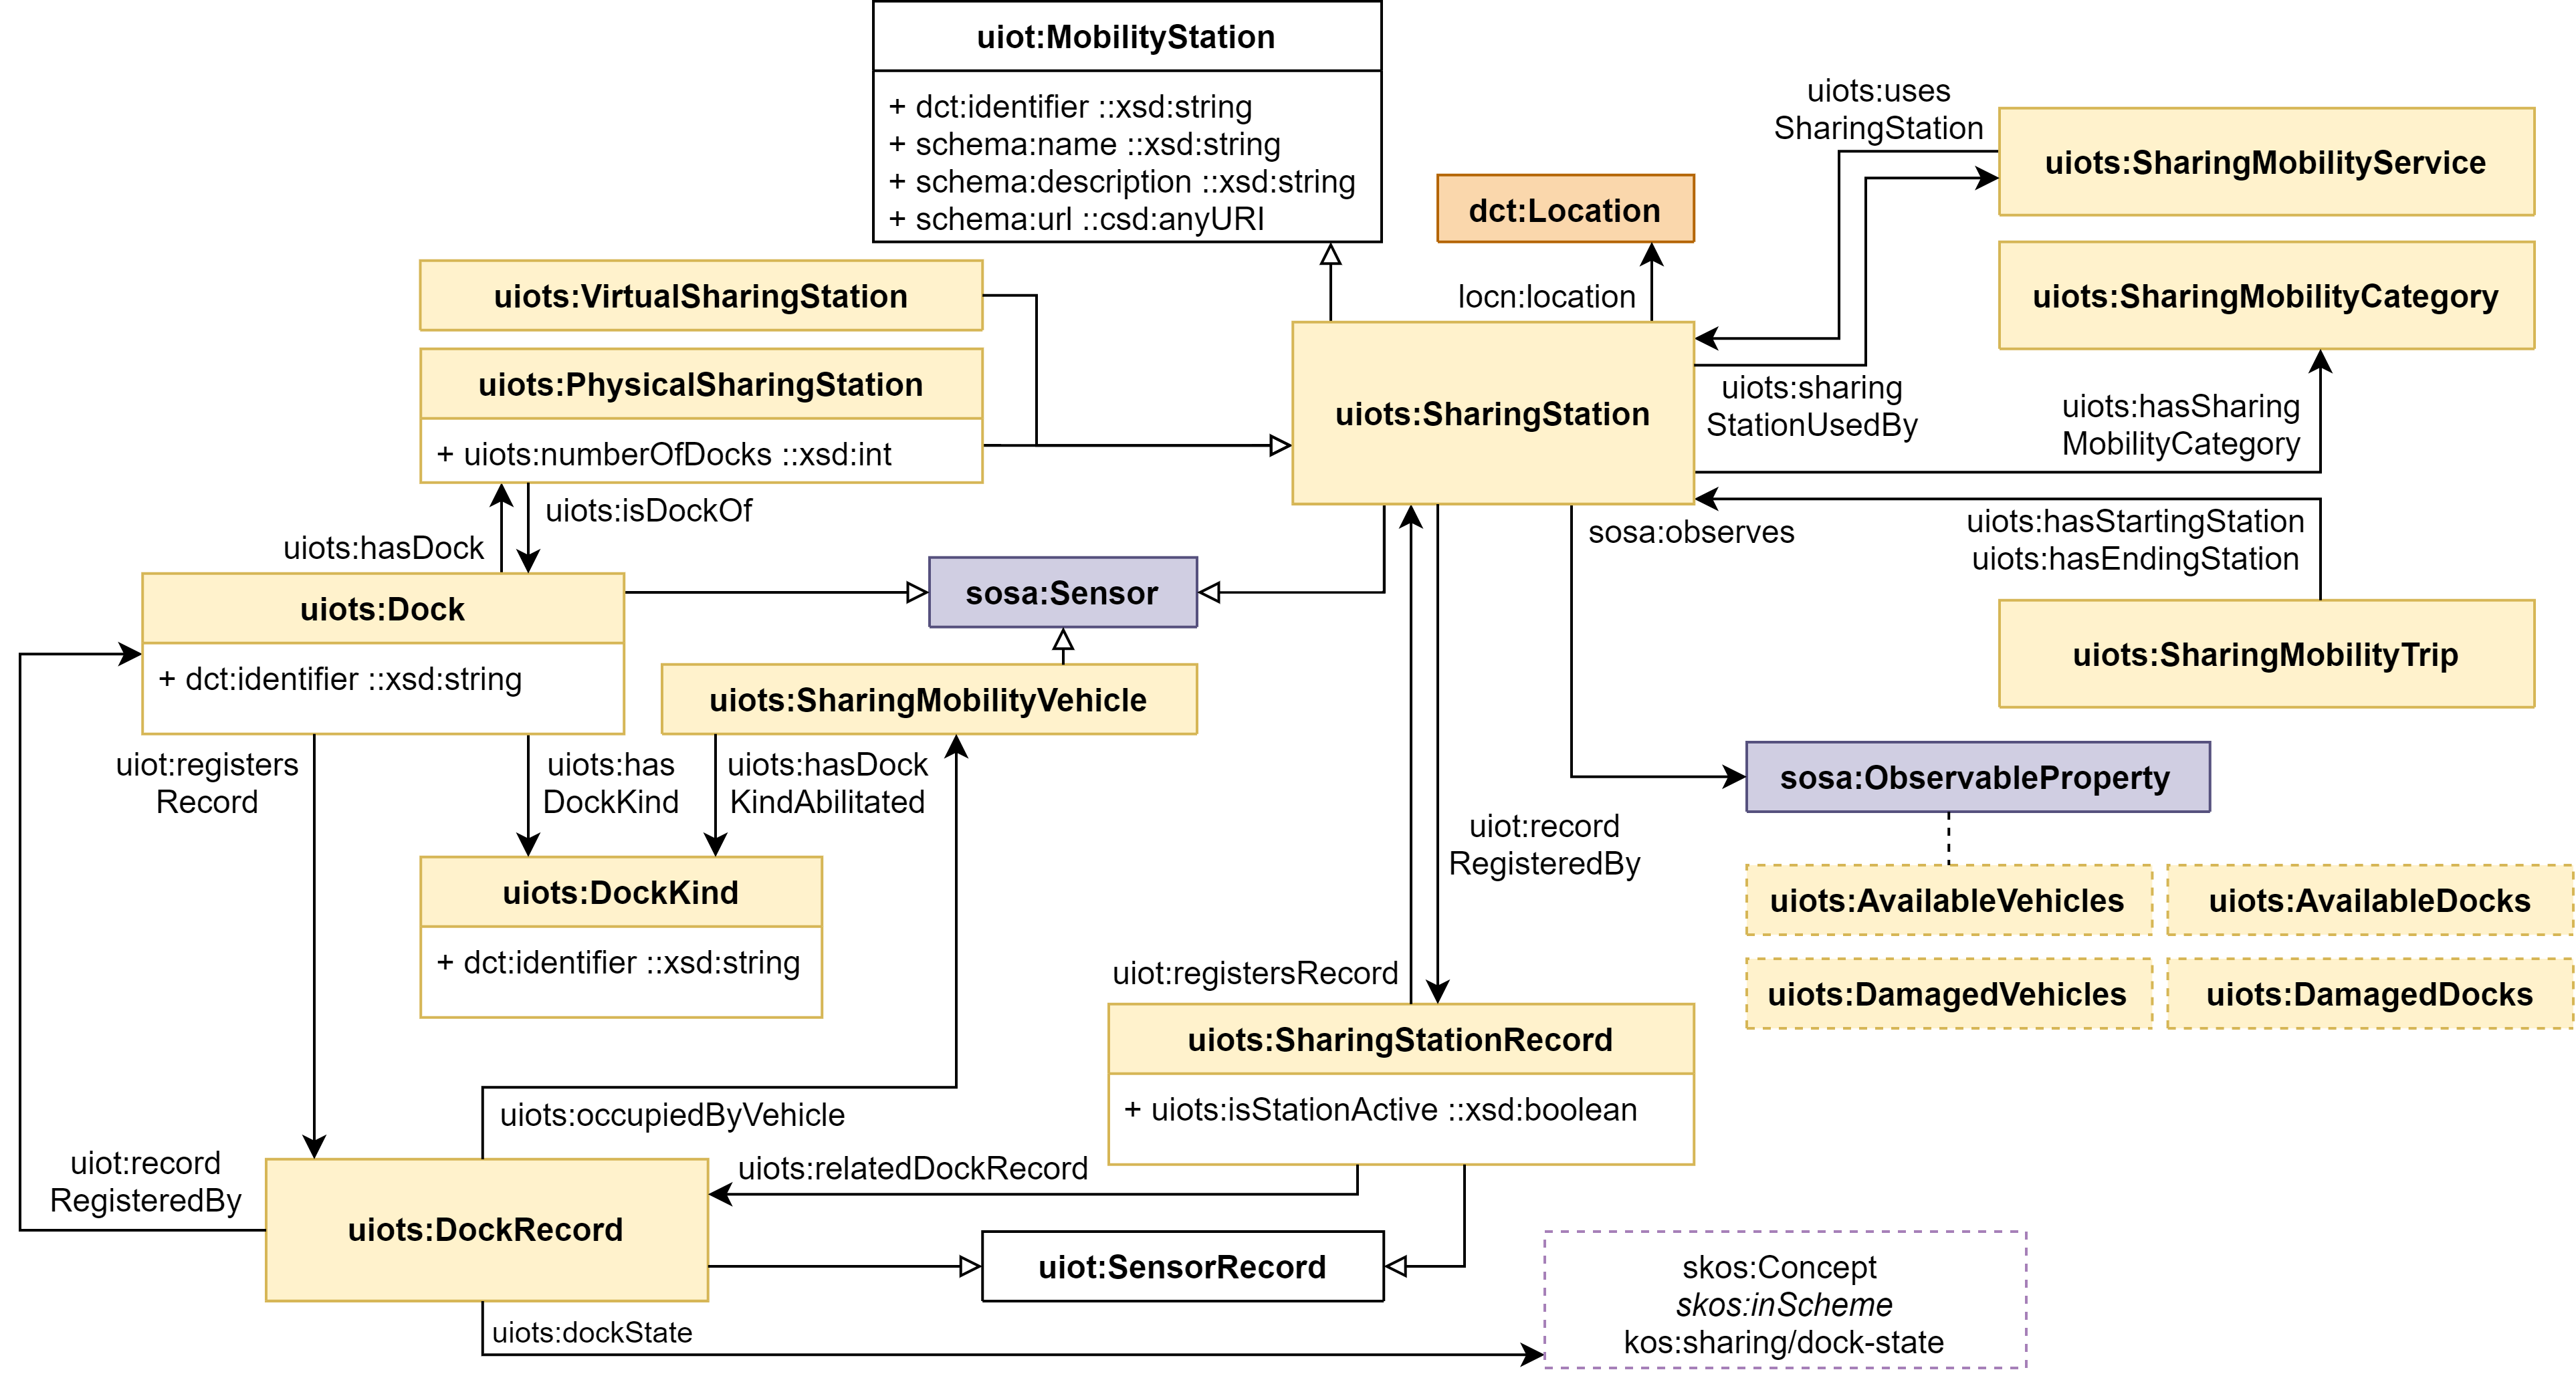 uiot:MobilityStation
+ dct:identifier ::xsd:string
+ schema:name ::xsd:string
+ schema:description ::xsd:string
+ schema:url ::csd:anyURI
uiots:uses
SharingStation
uiots:SharingMobilityService
dct:Location
locn:location
uiots:SharingMobilityCategory
uiots:VirtualSharingStation
uiots:PhysicalSharingStation
+ uiots:numberOfDocks ::xsd:int
uiots:SharingStation
uiots:sharing
StationUsedBy
uiots:hasSharing
MobilityCategory
uiots:isDockOf
uiots:hasDock
sosa:observes
uiots:hasStartingStation
uiots:hasEndingStation
uiots:Dock
+ dct:identifier ::xsd:string
sosa:Sensor
uiots:SharingMobilityVehicle
uiots:SharingMobilityTrip
uiot:registers
Record
uiots:has
DockKind
uiots:hasDock
KindAbilitated
sosa:ObservableProperty
uiot:record
RegisteredBy
uiots:DockKind
+ dct:identifier ::xsd:string
uiots:AvailableVehicles
uiots:AvailableDocks
uiots:DamagedVehicles
uiots:DamagedDocks
uiot:registersRecord
uiots:SharingStationRecord
+ uiots:isStationActive ::xsd:boolean
uiots:occupiedByVehicle
uiot:record
RegisteredBy
uiots:relatedDockRecord
uiots:DockRecord
uiot:SensorRecord
skos:Concept
skos:inScheme
kos:sharing/dock-state
uiots:dockState